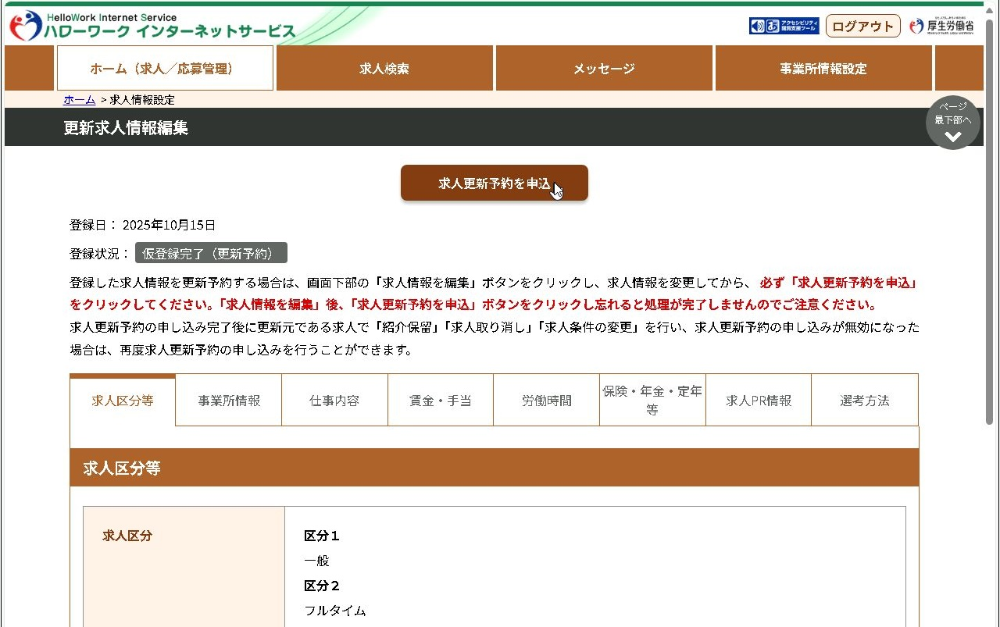 HelloWork Internet Service
ハローワーク インターネットサービス
アクセシビリティ
閲覧支援ツール
ログアウト
ひと、くらし、みらいのために
厚生労働省
Ministry of Health, Labour and Welfare
ホーム（求人／応募管理）
求人検索
メッセージ
事業所情報設定
ホーム > 求人情報設定
ページ
最下部へ
更新求人情報編集
求人更新予約を申込
登録日： 2025年10月15日
登録状況： 仮登録完了（更新予約）
登録した求人情報を更新予約する場合は、画面下部の「求人情報を編集」ボタンをクリックし、求人情報を変更してから、 必ず「求人更新予約を申込」
をクリックしてください。「求人情報を編集」後、「求人更新予約を申込」ボタンをクリックし忘れると処理が完了しませんのでご注意ください。
求人更新予約の申し込み完了後に更新元である求人で「紹介保留」「求人取り消し」「求人条件の変更」を行い、求人更新予約の申し込みが無効になった
場合は、再度求人更新予約の申し込みを行うことができます。
求人区分等
事業所情報
仕事内容
賃金・手当
労働時間
保険・年金・定年
等
求人PR情報
選考方法
求人区分等
求人区分
区分１
一般
区分２
フルタイム